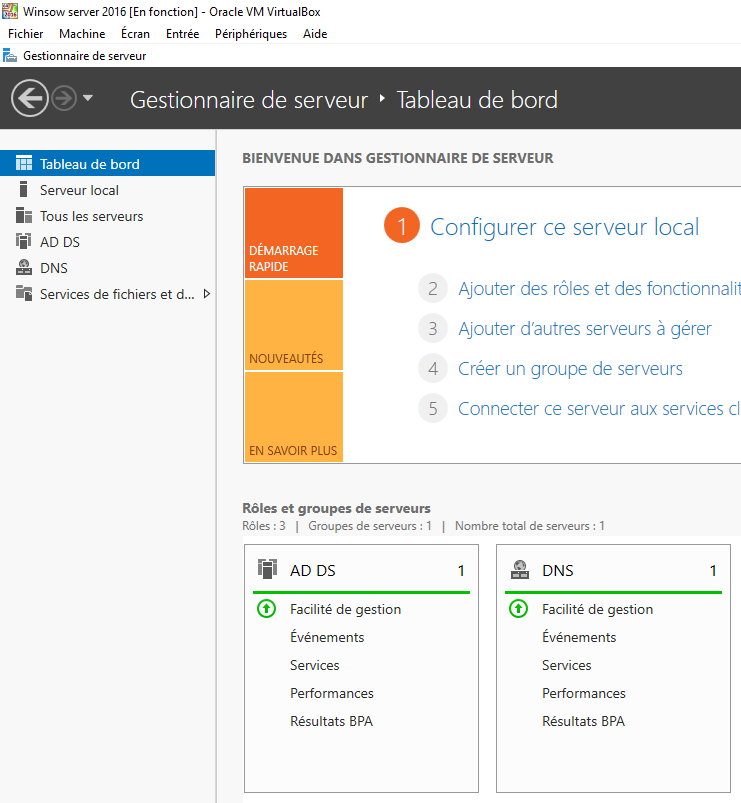 Winsow server 2016 [En fonction] - Oracle VM VirtualBox
Fichier Machine Écran Entrée Périphériques Aide
Gestionnaire de serveur
Gestionnaire de serveur Tableau de bord
Tableau de bord
Serveur local
Tous les serveurs
AD DS
DNS
Services de fichiers et d...
BIENVENUE DANS GESTIONNAIRE DE SERVEUR
DÉMARRAGE
RAPIDE
NOUVEAUTÉS
EN SAVOIR PLUS
1 Configurer ce serveur local
2 Ajouter des rôles et des fonctionnalit
3 Ajouter d'autres serveurs à gérer
4 Créer un groupe de serveurs
5 Connecter ce serveur aux services cl
Rôles et groupes de serveurs
Rôles : 3 | Groupes de serveurs : 1 | Nombre total de serveurs : 1
AD DS 1
Facilité de gestion
Événements
Services
Performances
Résultats BPA
DNS 1
Facilité de gestion
Événements
Services
Performances
Résultats BPA